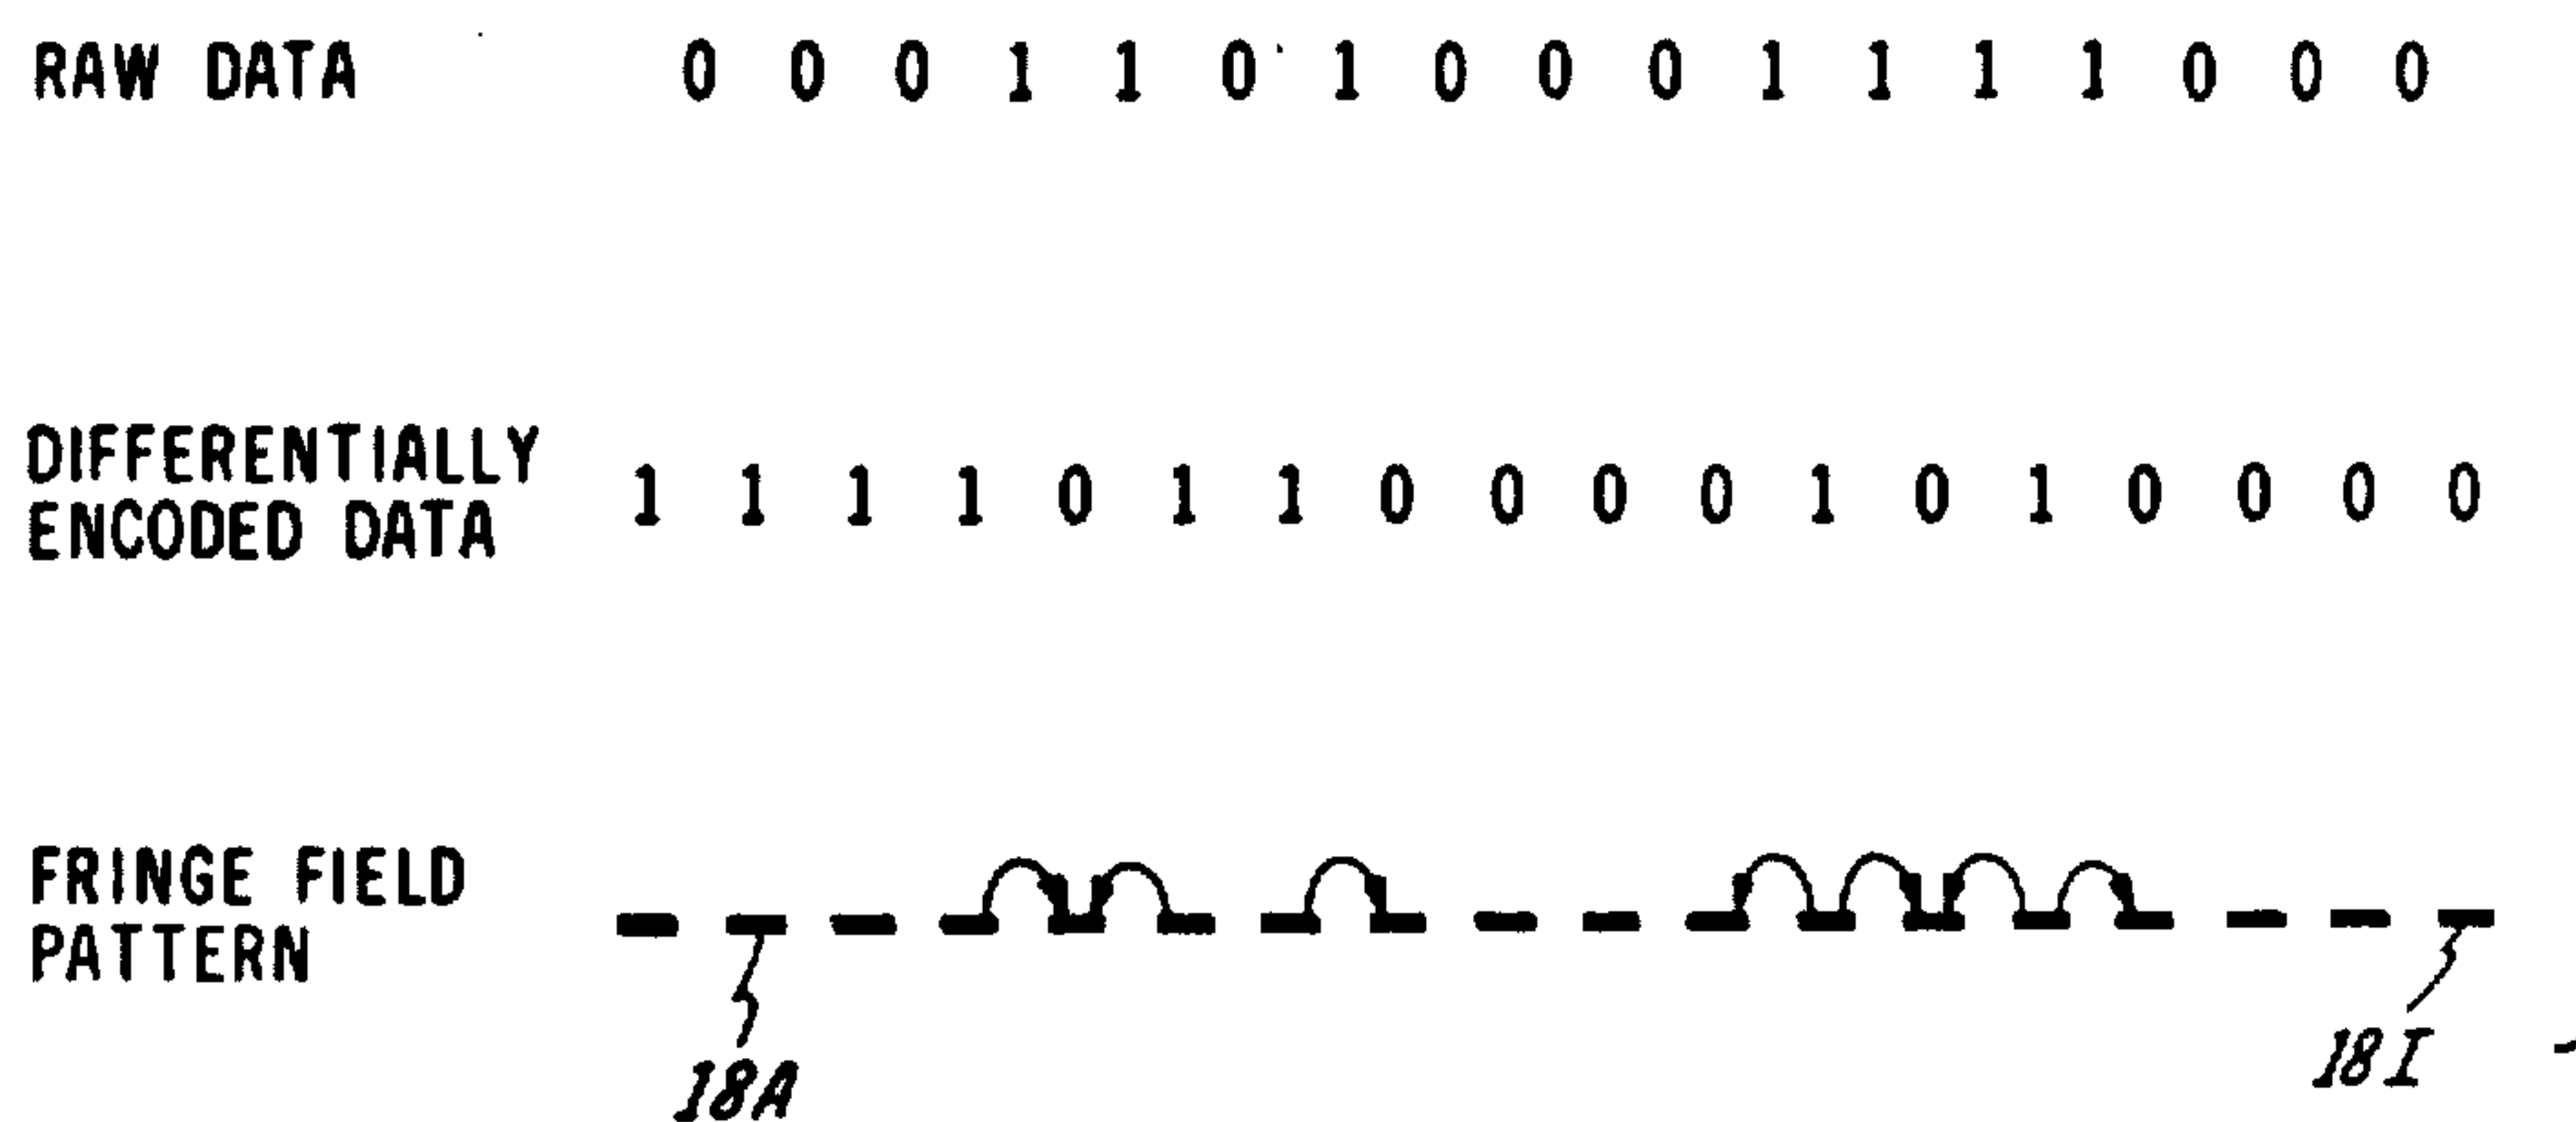 RAW DATA 0 0 0 1 1 0 1 0 0 0 1 1 1 1 0 0 0
DIFFERENTIALLY
ENCODED DATA 1 1 1 1 0 1 1 0 0 0 0 1 0 1 0 0 0 0
FRINGE FIELD
PATTERN
18A
18I